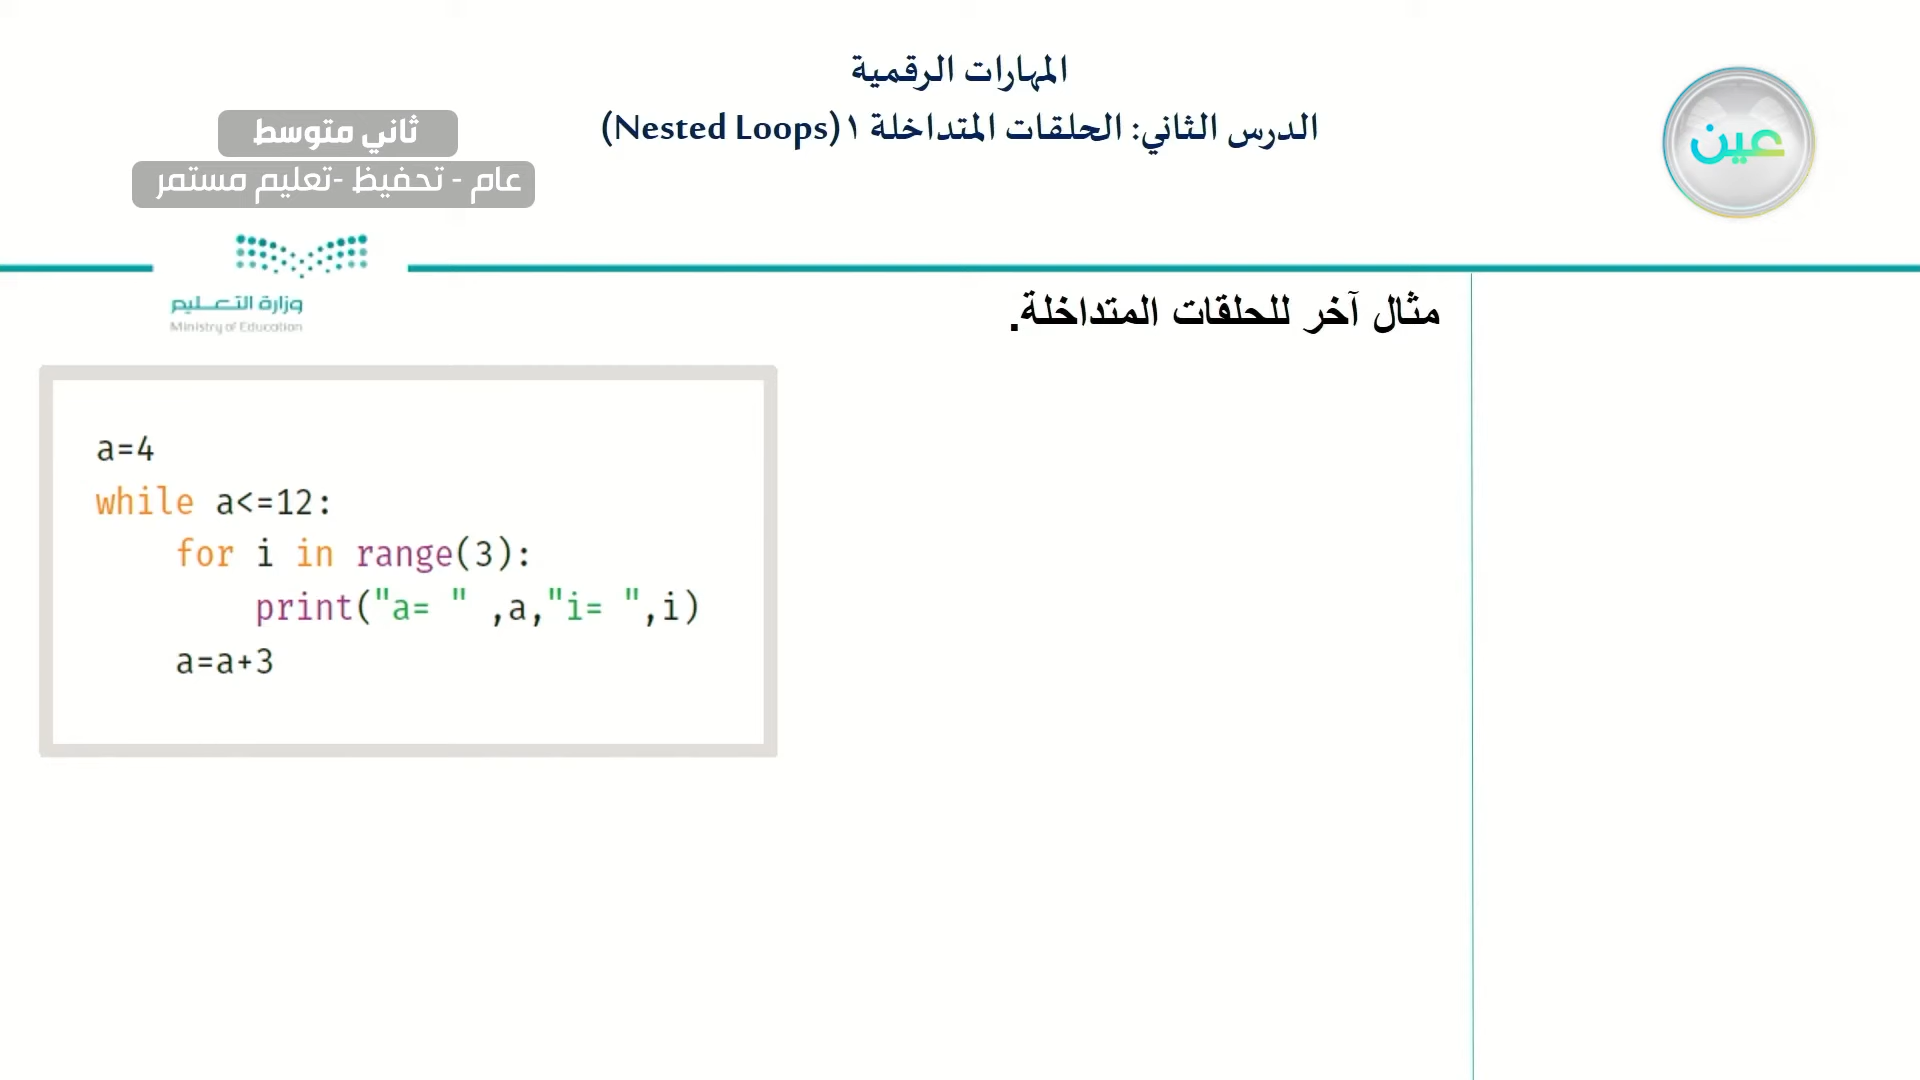 المهارات الرقمية
الدرس الثاني: الحلقات المتداخلة ١ (Nested Loops)
عين
ثاني متوسط
عام - تحفيظ -تعليم مستمر
وزارة التعليم
Ministry of Education
مثال آخر للحلقات المتداخلة.
a=4
while a<=12:
    for i in range(3):
        print("a= " ,a,"i= ",i)
    a=a+3